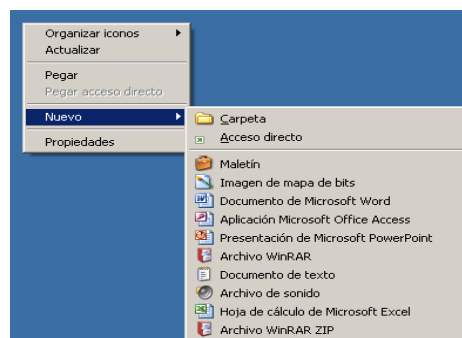 Organizar iconos
Actualizar
Pegar
Pegar acceso directo
Nuevo
Propiedades
Carpeta
Acceso directo
Maletín
Imagen de mapa de bits
Documento de Microsoft Word
Aplicación Microsoft Office Access
Presentación de Microsoft PowerPoint
Archivo WinRAR
Documento de texto
Archivo de sonido
Hoja de cálculo de Microsoft Excel
Archivo WinRAR ZIP